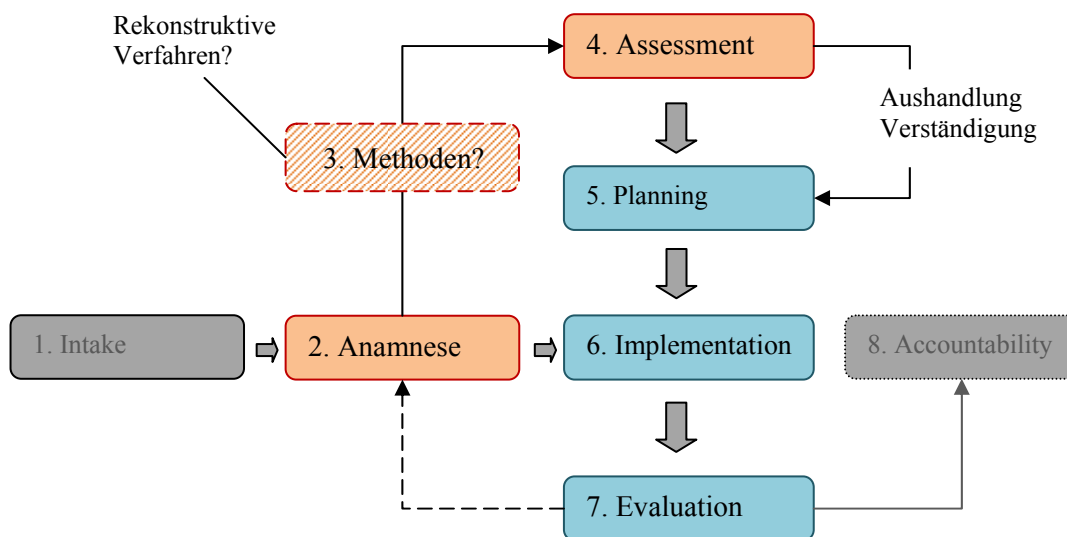 Rekonstruktive
Verfahren?
4. Assessment
Aushandlung
Verständigung
3. Methoden?
5. Planning
1. Intake
2. Anamnese
6. Implementation
8. Accountability
7. Evaluation